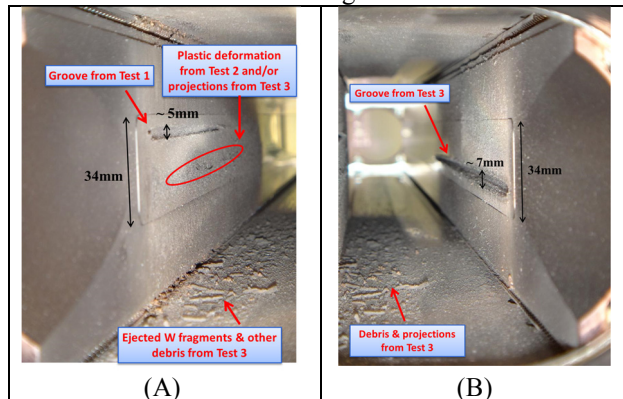 Plastic deformation
from Test 2 and/or
projections from Test 3
Groove from Test 1
~ 5mm
34mm
Ejected W fragments & other
debris from Test 3
(A)
Groove from Test 3
~ 7mm
34mm
Debris & projections
from Test 3
(B)